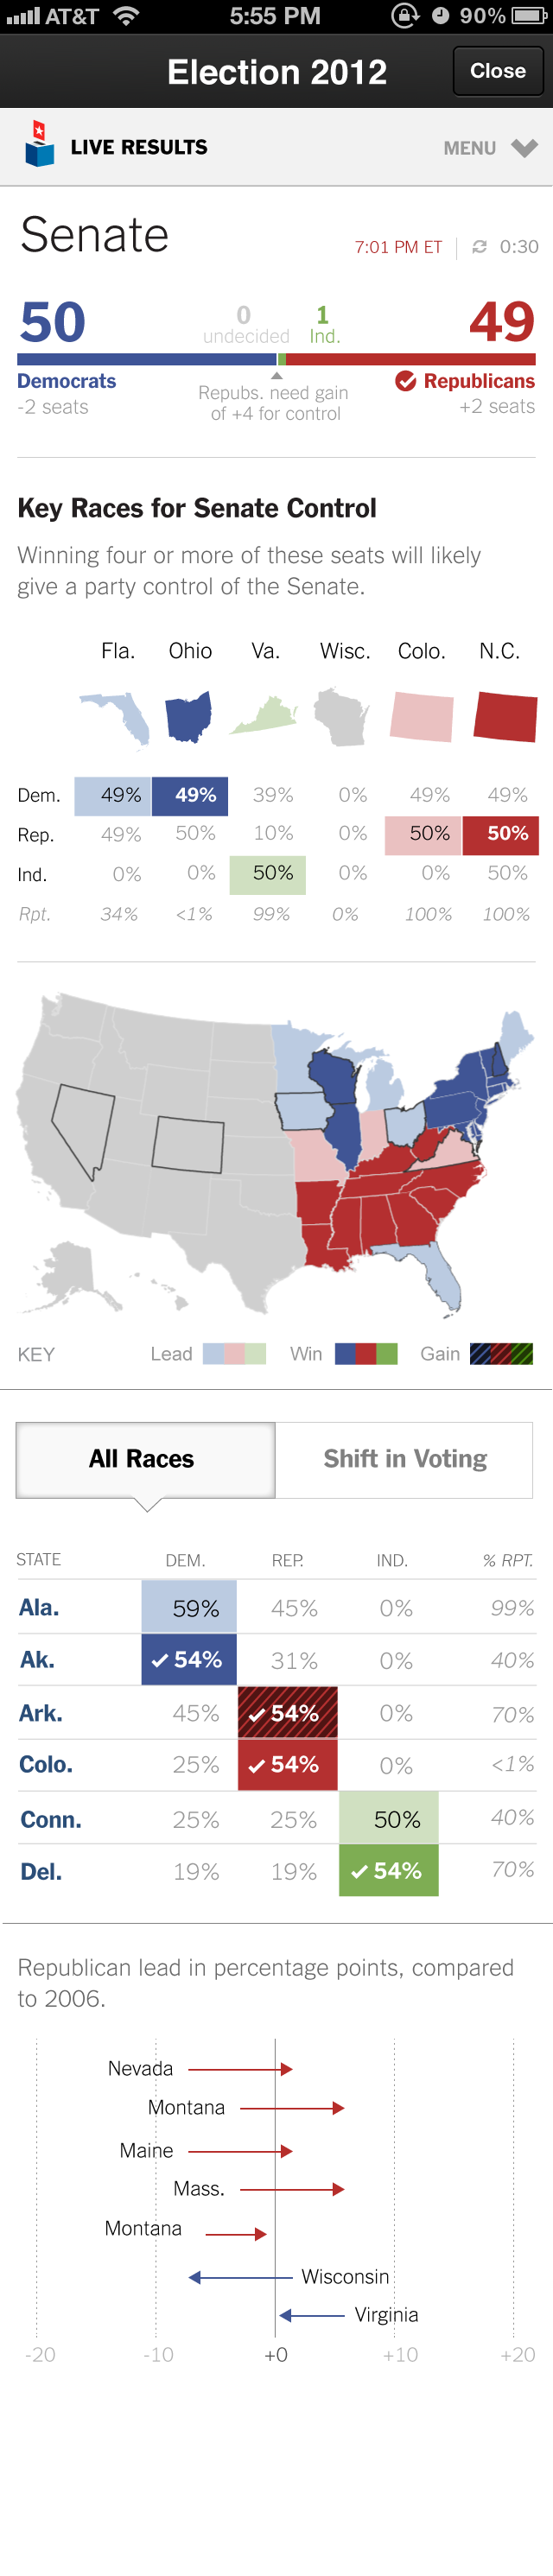 AT&T 5:55 PM 90%
Election 2012 Close
LIVE RESULTS MENU
Senate 7:01 PM ET 0:30
50 0 1 49
undecided Ind.
Democrats Republicans
-2 seats Repubs. need gain +2 seats
of +4 for control
Key Races for Senate Control
Winning four or more of these seats will likely
give a party control of the Senate.
Fla. Ohio Va. Wisc. Colo. N.C.
Dem. 49% 49% 39% 0% 49% 49%
Rep. 49% 50% 10% 0% 50% 50%
Ind. 0% 0% 50% 0% 0% 50%
Rpt. 34% <1% 99% 0% 100% 100%
KEY Lead Win Gain
All Races Shift in Voting
STATE DEM. REP. IND. % RPT.
Ala. 59% 45% 0% 99%
Ak. 54% 31% 0% 40%
Ark. 45% 54% 0% 70%
Colo. 25% 54% 0% <1%
Conn. 25% 25% 50% 40%
Del. 19% 19% 54% 70%
Republican lead in percentage points, compared
to 2006.
Nevada
Montana
Maine
Mass.
Montana
Wisconsin
Virginia
-20 -10 +0 +10 +20